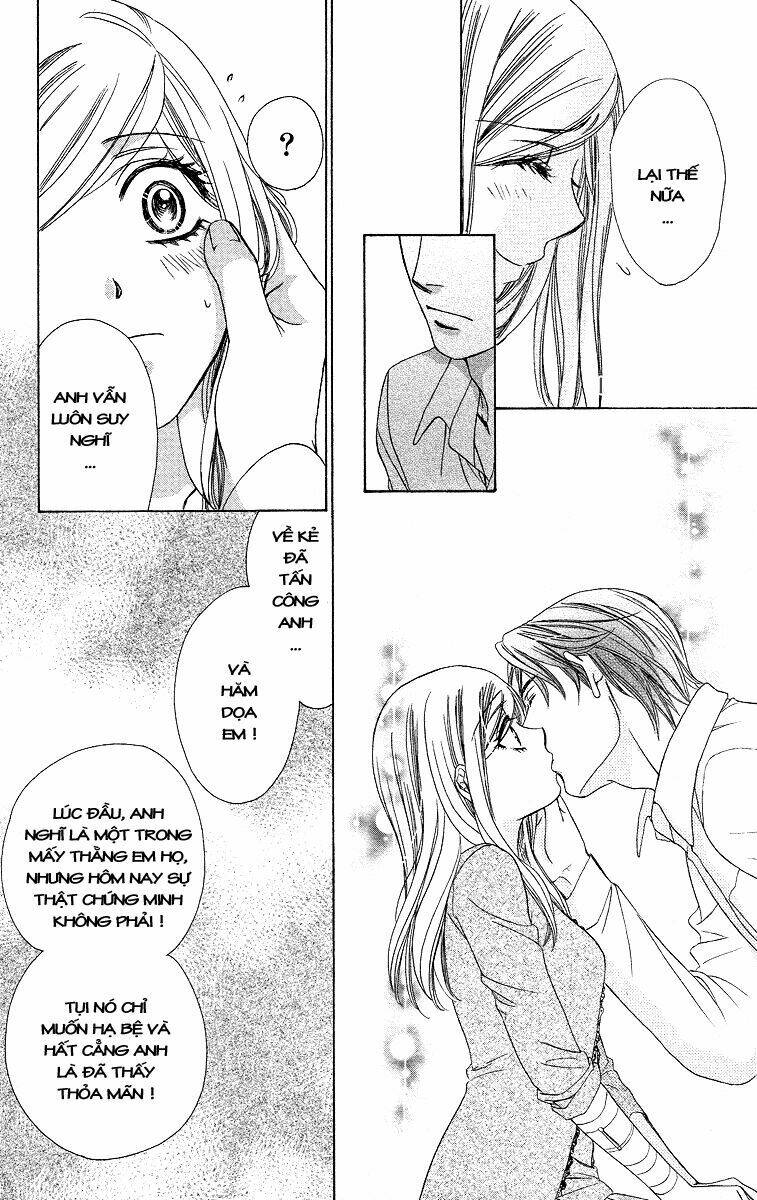 LẠI THẾ
NỮA
...
?
ANH VẪN
LUÔN SUY
NGHĨ
...
VỀ KẺ
ĐÃ
TẤN
CÔNG
ANH
...
VÀ
HĂM
DỌA
EM !
LÚC ĐẦU, ANH
NGHĨ LÀ MỘT TRONG
MẤY THẰNG EM HỌ,
NHƯNG HÔM NAY SỰ
THẬT CHỨNG MINH
KHÔNG PHẢI !
TỤI NÓ CHỈ
MUỐN HẠ BỆ VÀ
HẤT CẲNG ANH
LÀ ĐÃ THẤY
THỎA MÃN !